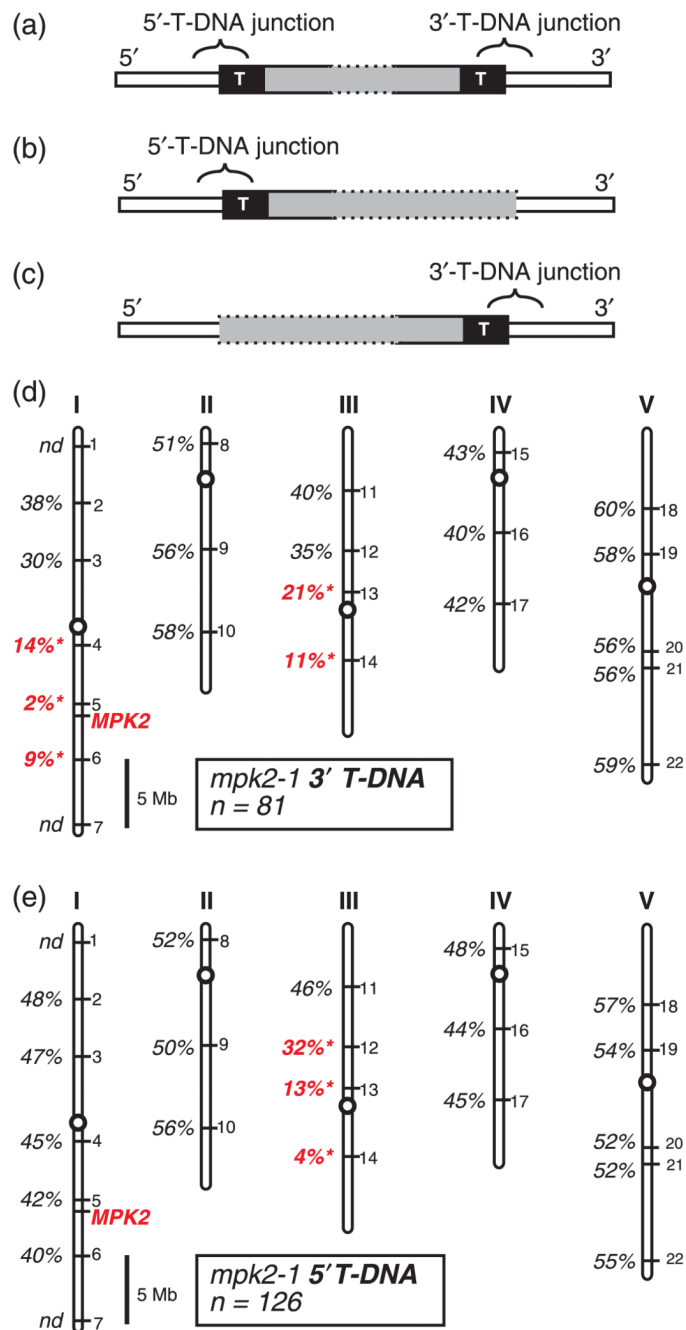 (a)
5′-T-DNA junction 3′-T-DNA junction
5′ 3′
T T
(b)
5′-T-DNA junction
5′ 3′
T
(c)
3′-T-DNA junction
5′ 3′
T
(d)
I II III IV V
nd 1
38% 2
30% 3
14%* 4
2%* 5
MPK2
9%* 6
nd 7
51% 8
56% 9
58% 10
40% 11
35% 12
21%* 13
11%* 14
43% 15
40% 16
42% 17
60% 18
58% 19
56% 20
56% 21
59% 22
5 Mb
mpk2-1 3′ T-DNA
n = 81
(e)
I II III IV V
nd 1
48% 2
47% 3
45% 4
42% 5
MPK2
40% 6
nd 7
52% 8
50% 9
56% 10
46% 11
32%* 12
13%* 13
4%* 14
48% 15
44% 16
45% 17
57% 18
54% 19
52% 20
52% 21
55% 22
5 Mb
mpk2-1 5′ T-DNA
n = 126